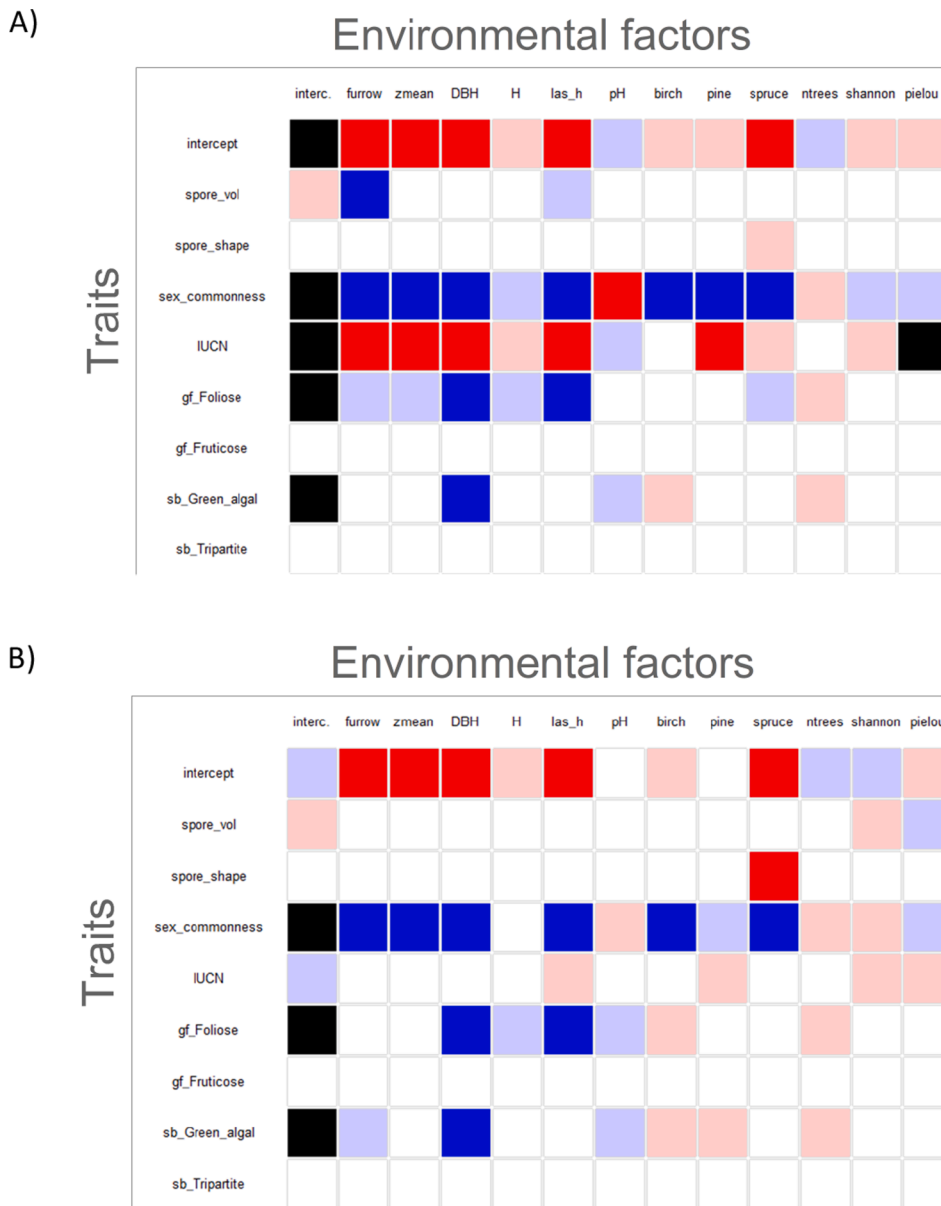 A)
Environmental factors
interc. furrow zmean DBH H las_h pH birch pine spruce ntrees shannon pielou
Traits
intercept
spore_vol
spore_shape
sex_commonness
IUCN
gf_Foliose
gf_Fruticose
sb_Green_algal
sb_Tripartite
B)
Environmental factors
interc. furrow zmean DBH H las_h pH birch pine spruce ntrees shannon pielou
Traits
intercept
spore_vol
spore_shape
sex_commonness
IUCN
gf_Foliose
gf_Fruticose
sb_Green_algal
sb_Tripartite